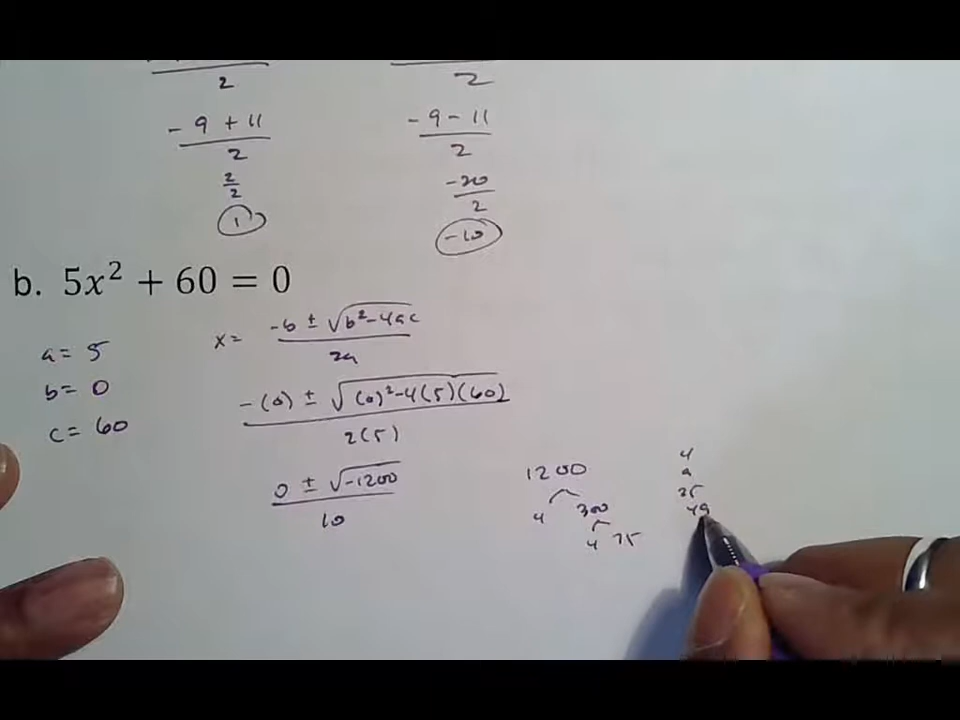 2 2
-9 + 11 -9 - 11
2 2
2 -20
2 2
1 -10
b. 5x² + 60 = 0
x = -b ± √b²-4ac
2a
a = 5
b = 0
c = 60
-(0) ± √(0)²-4(5)(60)
2(5)
0 ± √-1200
10
1200
4 300
4 75
4
9
25
49